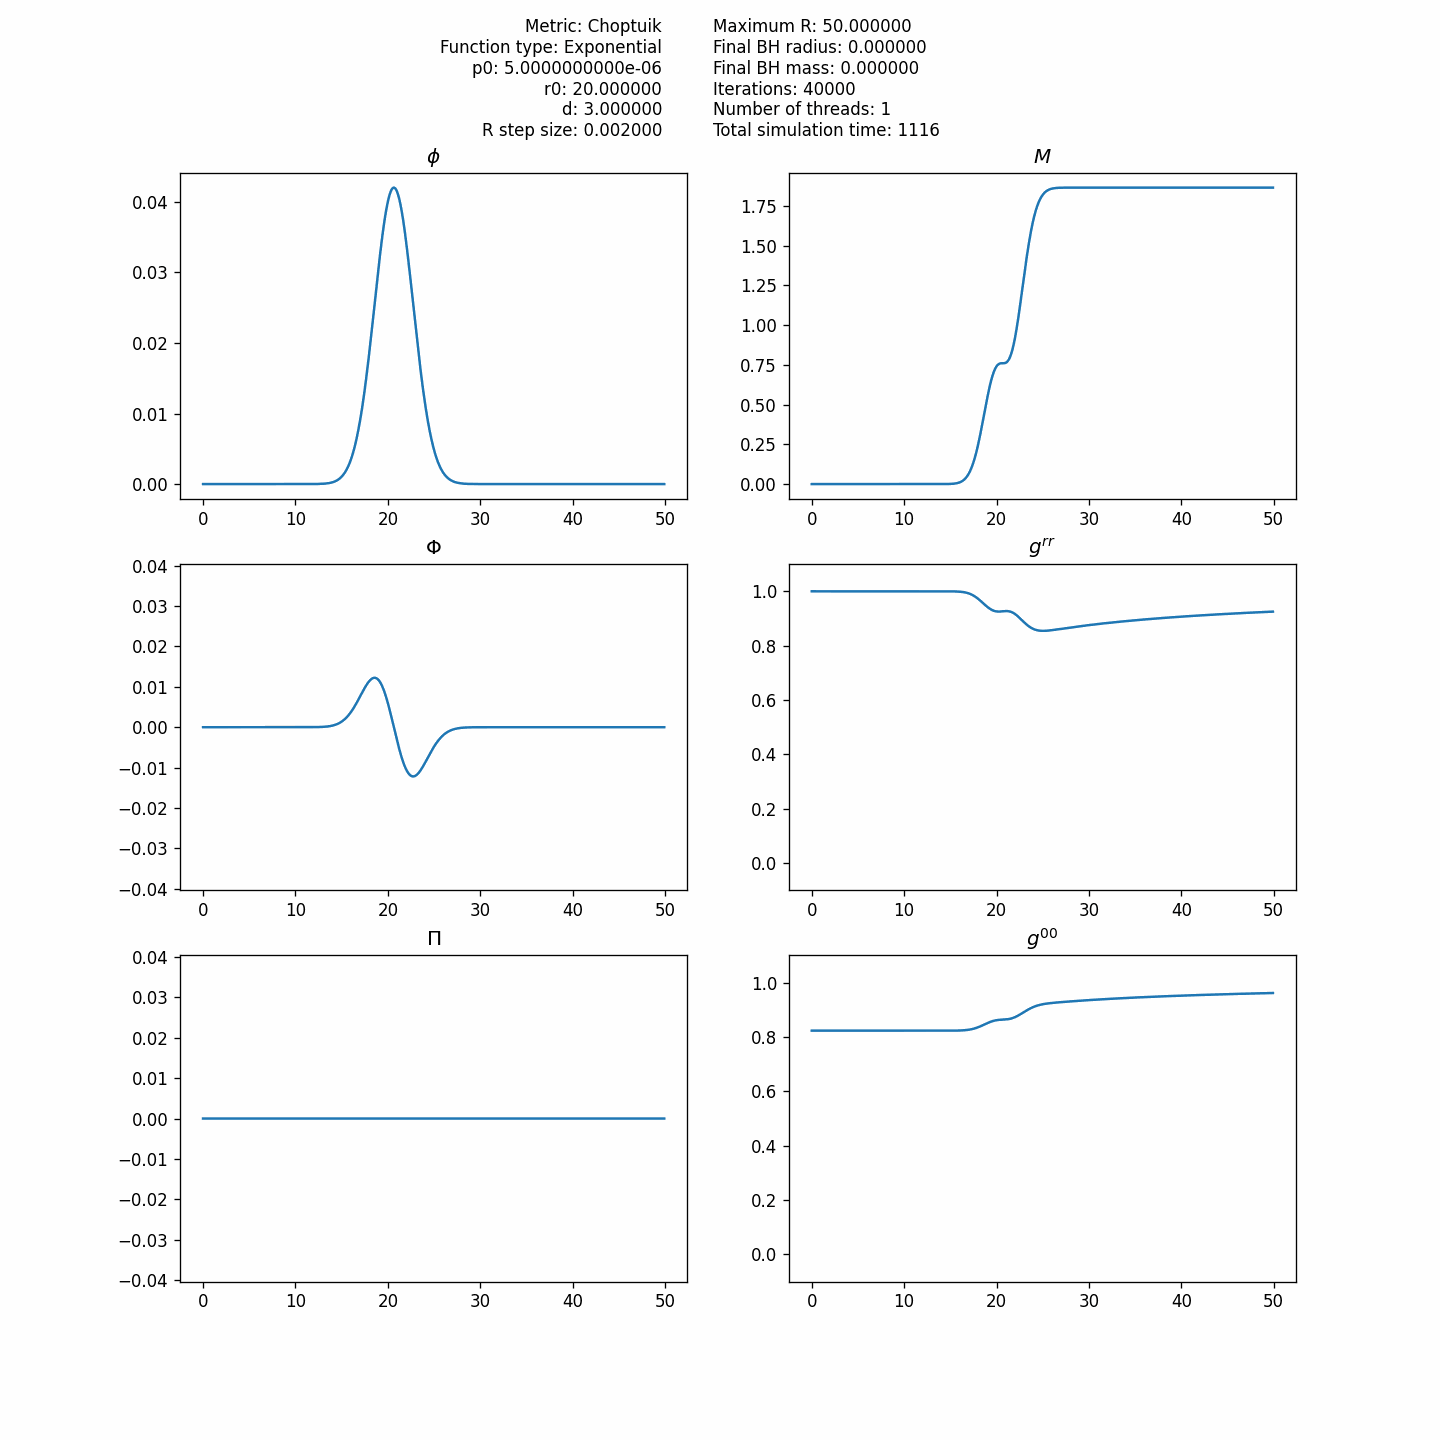 Metric: Choptuik
Function type: Exponential
p0: 5.0000000000e-06
r0: 20.000000
d: 3.000000
R step size: 0.002000
Maximum R: 50.000000
Final BH radius: 0.000000
Final BH mass: 0.000000
Iterations: 40000
Number of threads: 1
Total simulation time: 1116
ϕ
0.04
0.03
0.02
0.01
0.00
0 10 20 30 40 50
M
1.75
1.50
1.25
1.00
0.75
0.50
0.25
0.00
0 10 20 30 40 50
Φ
0.04
0.03
0.02
0.01
0.00
−0.01
−0.02
−0.03
−0.04
0 10 20 30 40 50
g^{rr}
1.0
0.8
0.6
0.4
0.2
0.0
0 10 20 30 40 50
Π
0.04
0.03
0.02
0.01
0.00
−0.01
−0.02
−0.03
−0.04
0 10 20 30 40 50
g^{00}
1.0
0.8
0.6
0.4
0.2
0.0
0 10 20 30 40 50